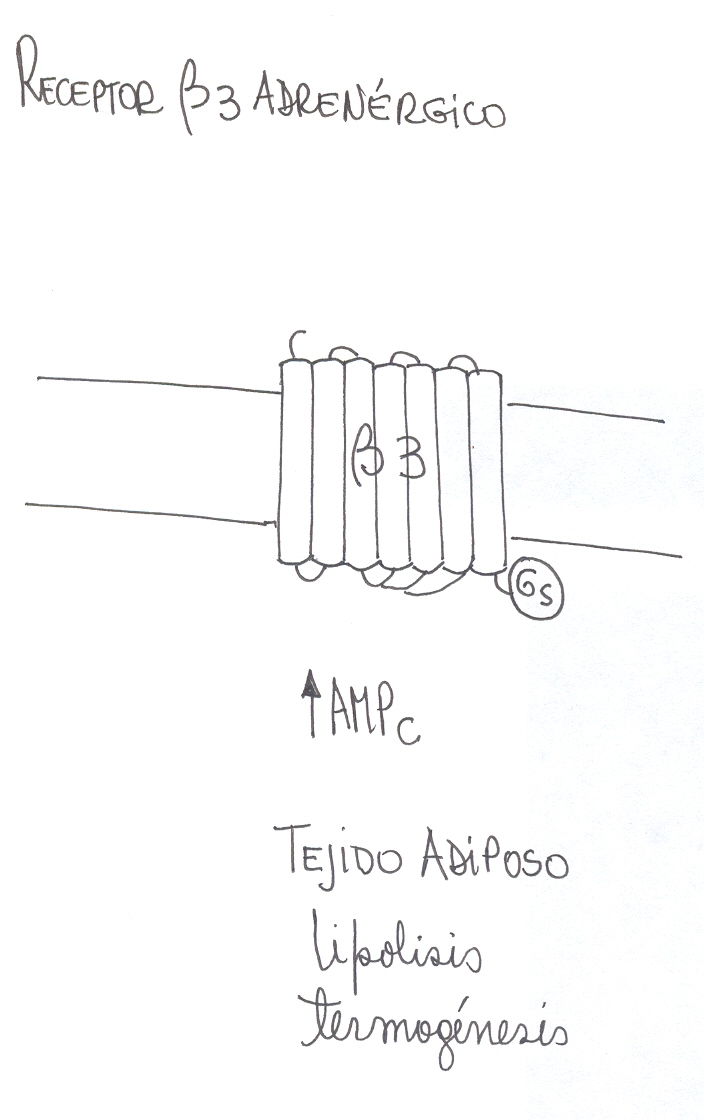 RECEPTOR β3 ADRENÉRGICO
β3
Gs
↑AMPc
TEJIDO ADIPOSO
Lipolisis
termogénesis